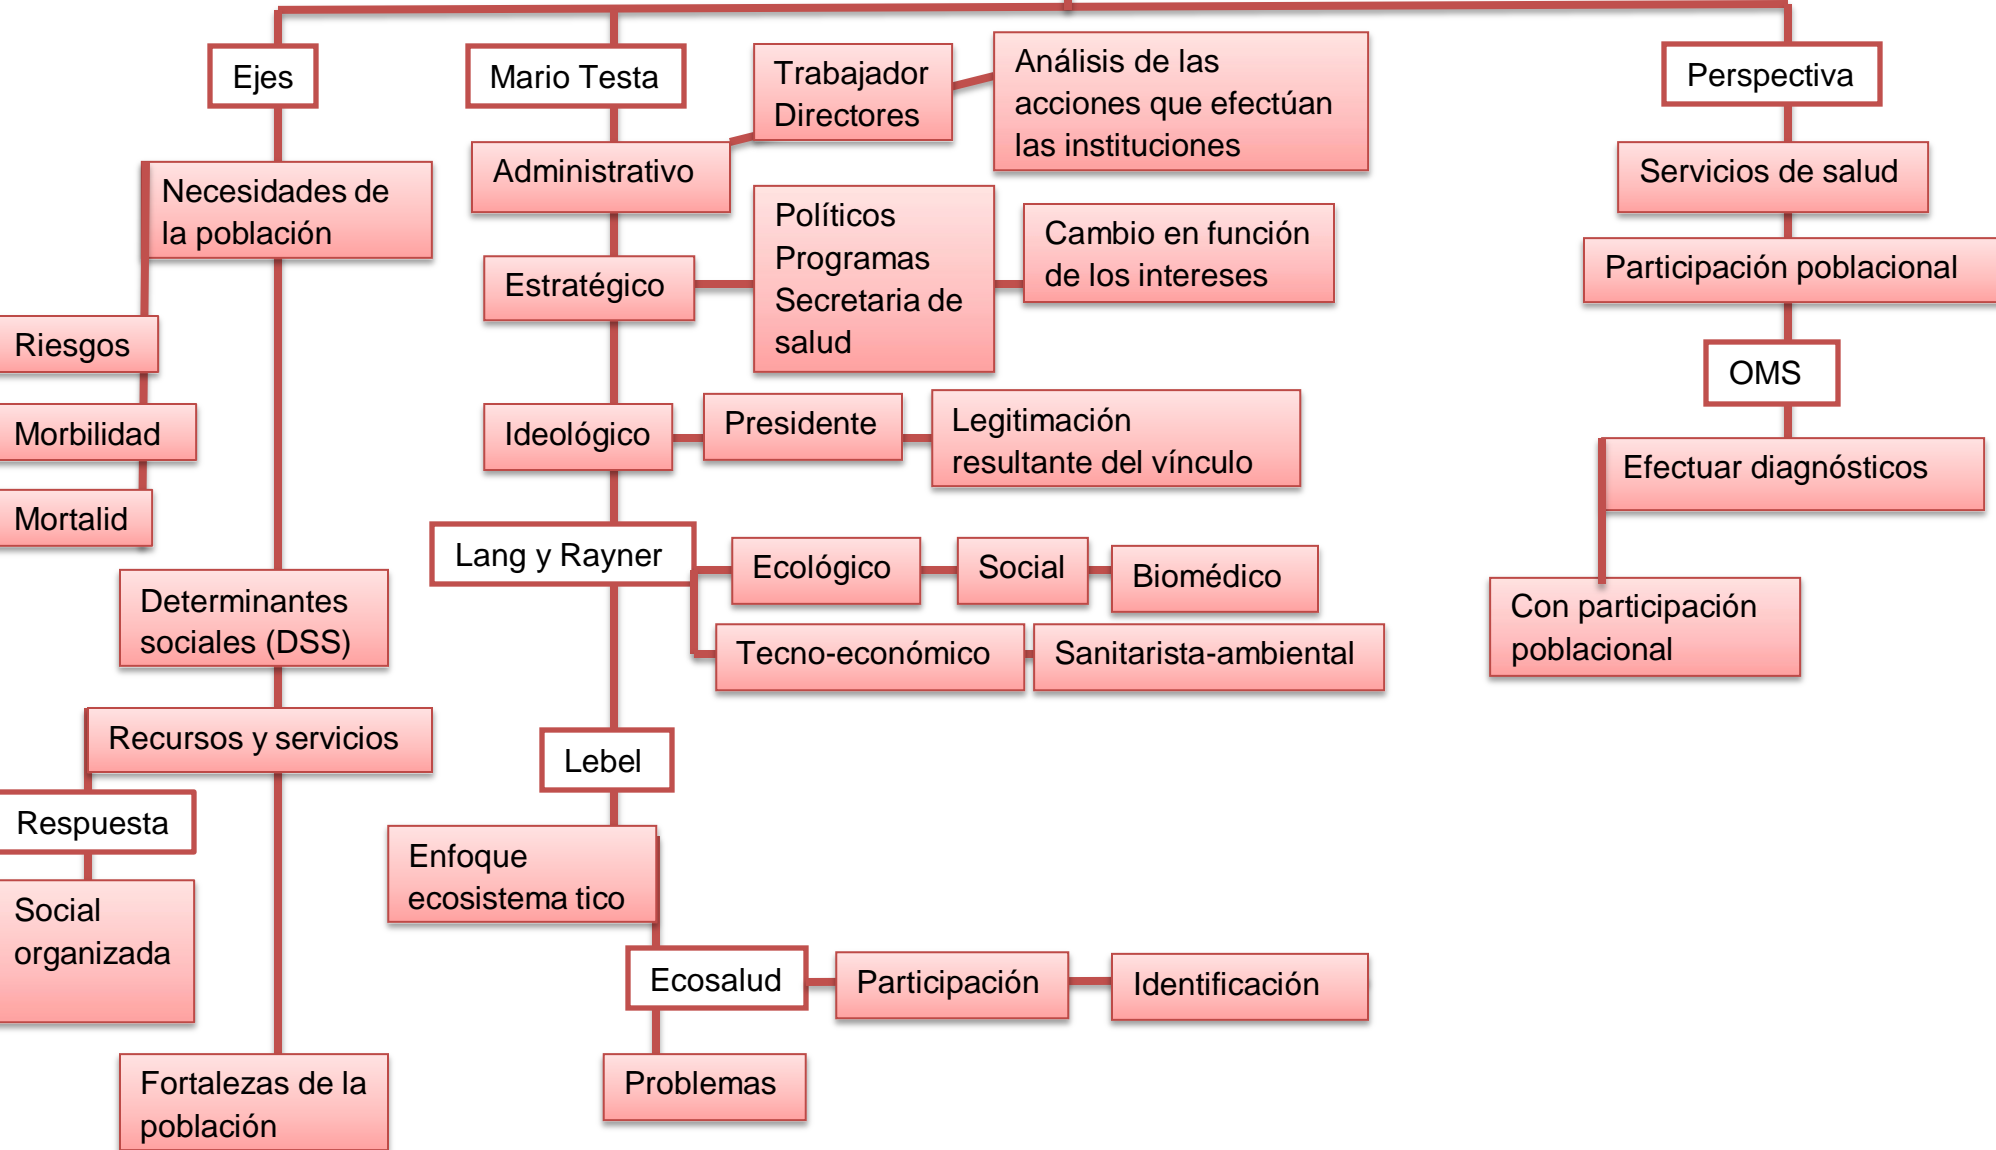 Ejes
Necesidades de
la población
Riesgos
Morbilidad
Mortalid
Determinantes
sociales (DSS)
Recursos y servicios
Respuesta
Social
organizada
Fortalezas de la
población
Mario Testa
Administrativo
Trabajador
Directores
Análisis de las
acciones que efectúan
las instituciones
Estratégico
Políticos
Programas
Secretaria de
salud
Cambio en función
de los intereses
Ideológico
Presidente
Legitimación
resultante del vínculo
Lang y Rayner
Ecológico
Social
Biomédico
Tecno-económico
Sanitarista-ambiental
Lebel
Enfoque
ecosistema tico
Ecosalud
Participación
Identificación
Problemas
Perspectiva
Servicios de salud
Participación poblacional
OMS
Efectuar diagnósticos
Con participación
poblacional